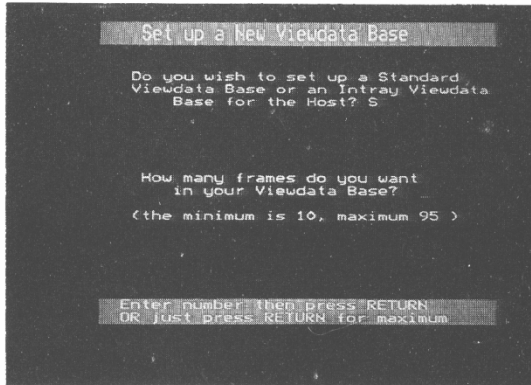 Set up a New Viewdata Base
Do you wish to set up a Standard
Viewdata Base or an Intray Viewdata
Base for the Host? S
How many frames do you want
in your Viewdata Base?
(the minimum is 10, maximum 95 )
Enter number then press RETURN
OR just press RETURN for maximum